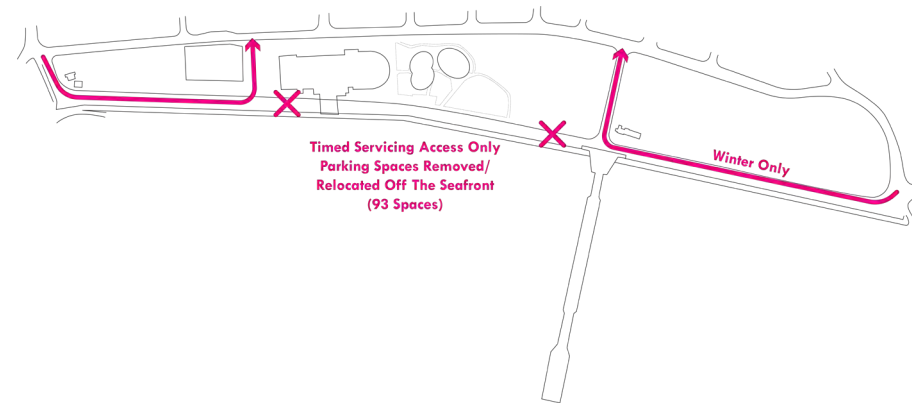 Timed Servicing Access Only
Parking Spaces Removed/
Relocated Off The Seafront
(93 Spaces)
Winter Only